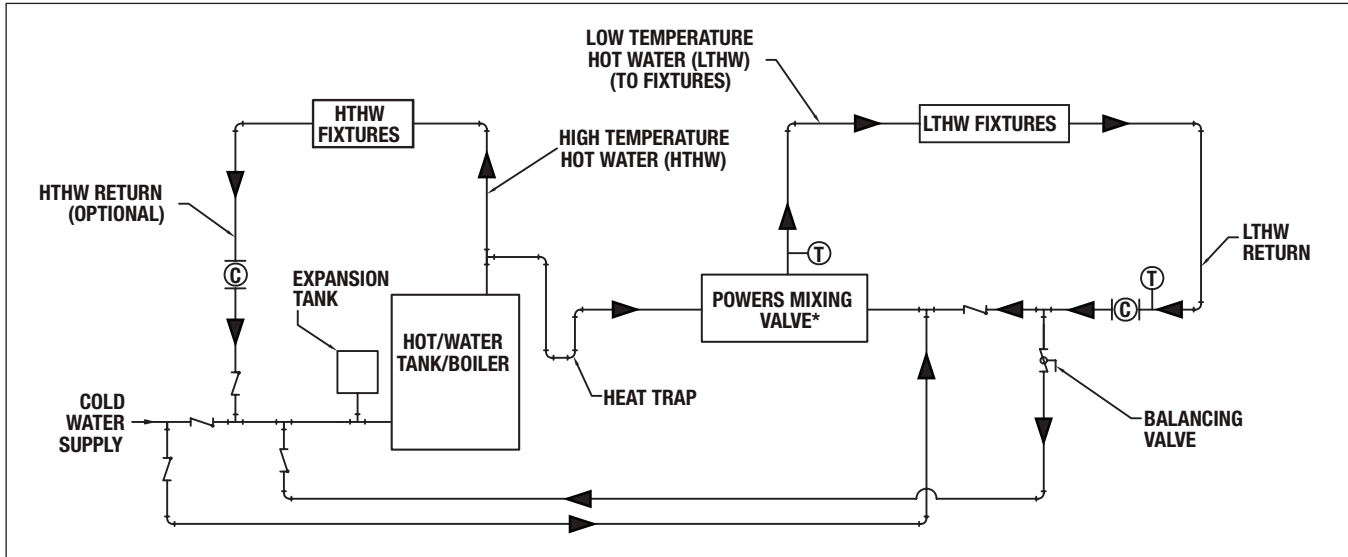 LOW TEMPERATURE
HOT WATER (LTHW)
(TO FIXTURES)
HTHW
FIXTURES
LTHW FIXTURES
HIGH TEMPERATURE
HOT WATER (HTHW)
HTHW RETURN
(OPTIONAL)
LTHW
RETURN
T
T
C
C
EXPANSION
TANK
POWERS MIXING
VALVE*
HOT/WATER
TANK/BOILER
HEAT TRAP
COLD
WATER
SUPPLY
BALANCING
VALVE